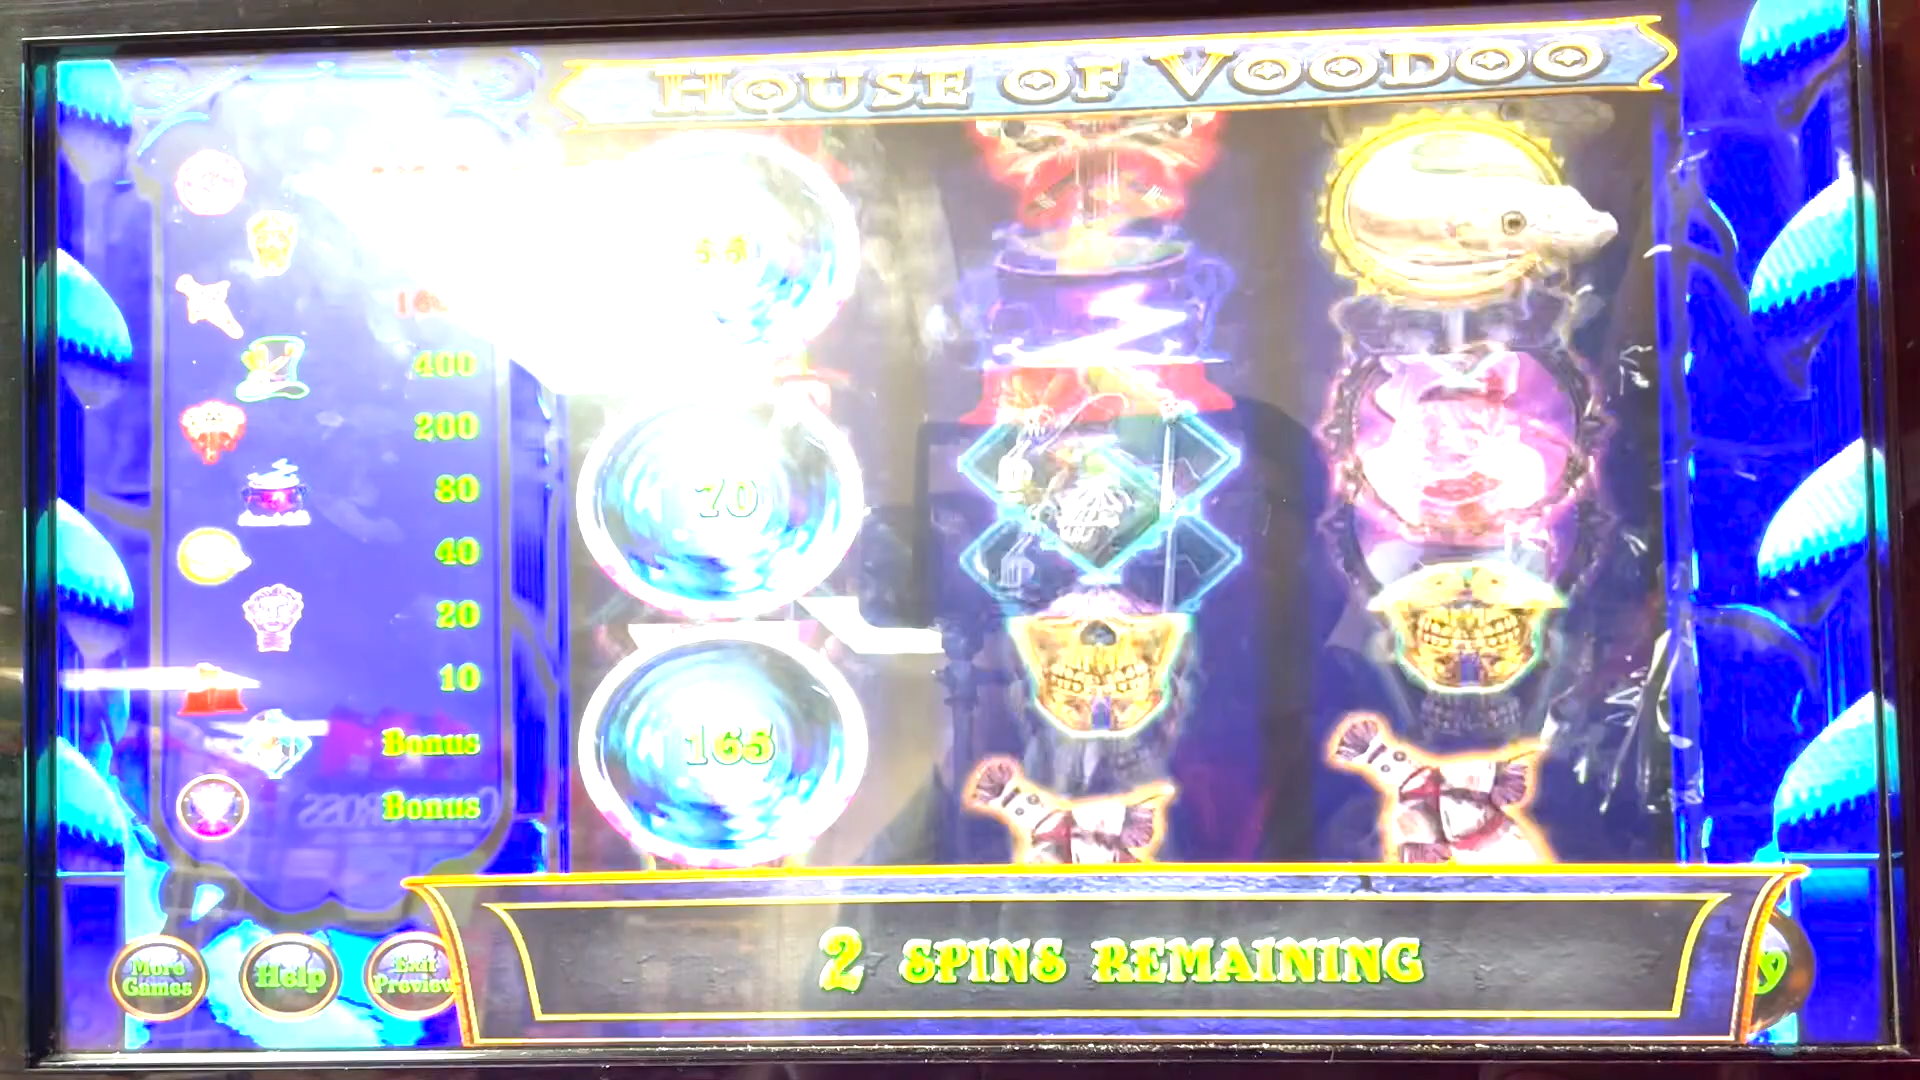 HOUSE OF VOODOO
400
200
80
40
20
10
Bonus
Bonus
70
165
More Games
Help
Exit Preview
2 SPINS REMAINING